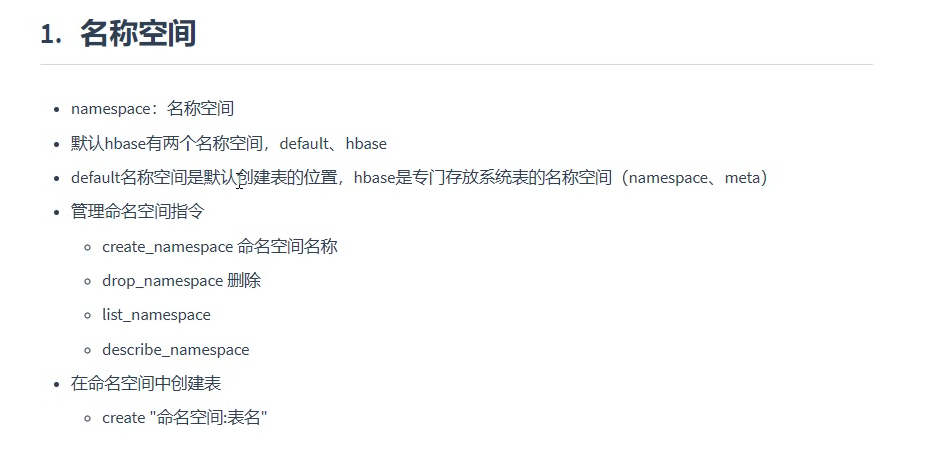 1. 名称空间
namespace：名称空间
默认hbase有两个名称空间，default、hbase
default名称空间是默认创建表的位置，hbase是专门存放系统表的名称空间（namespace、meta）
管理命名空间指令
create_namespace 命名空间名称
drop_namespace 删除
list_namespace
describe_namespace
在命名空间中创建表
create "命名空间:表名"